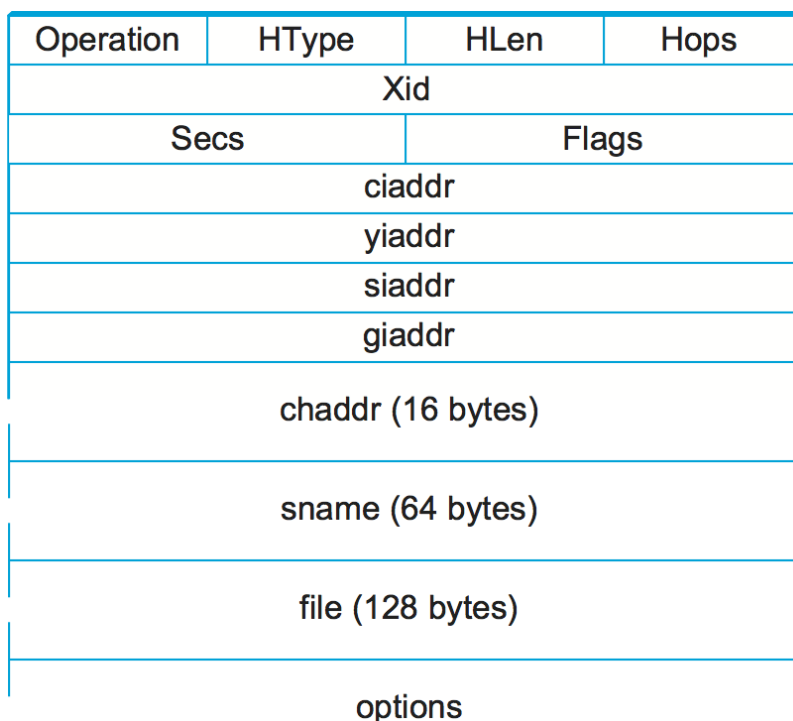 Operation HType HLen Hops
Xid
Secs Flags
ciaddr
yiaddr
siaddr
giaddr
chaddr (16 bytes)
sname (64 bytes)
file (128 bytes)
options